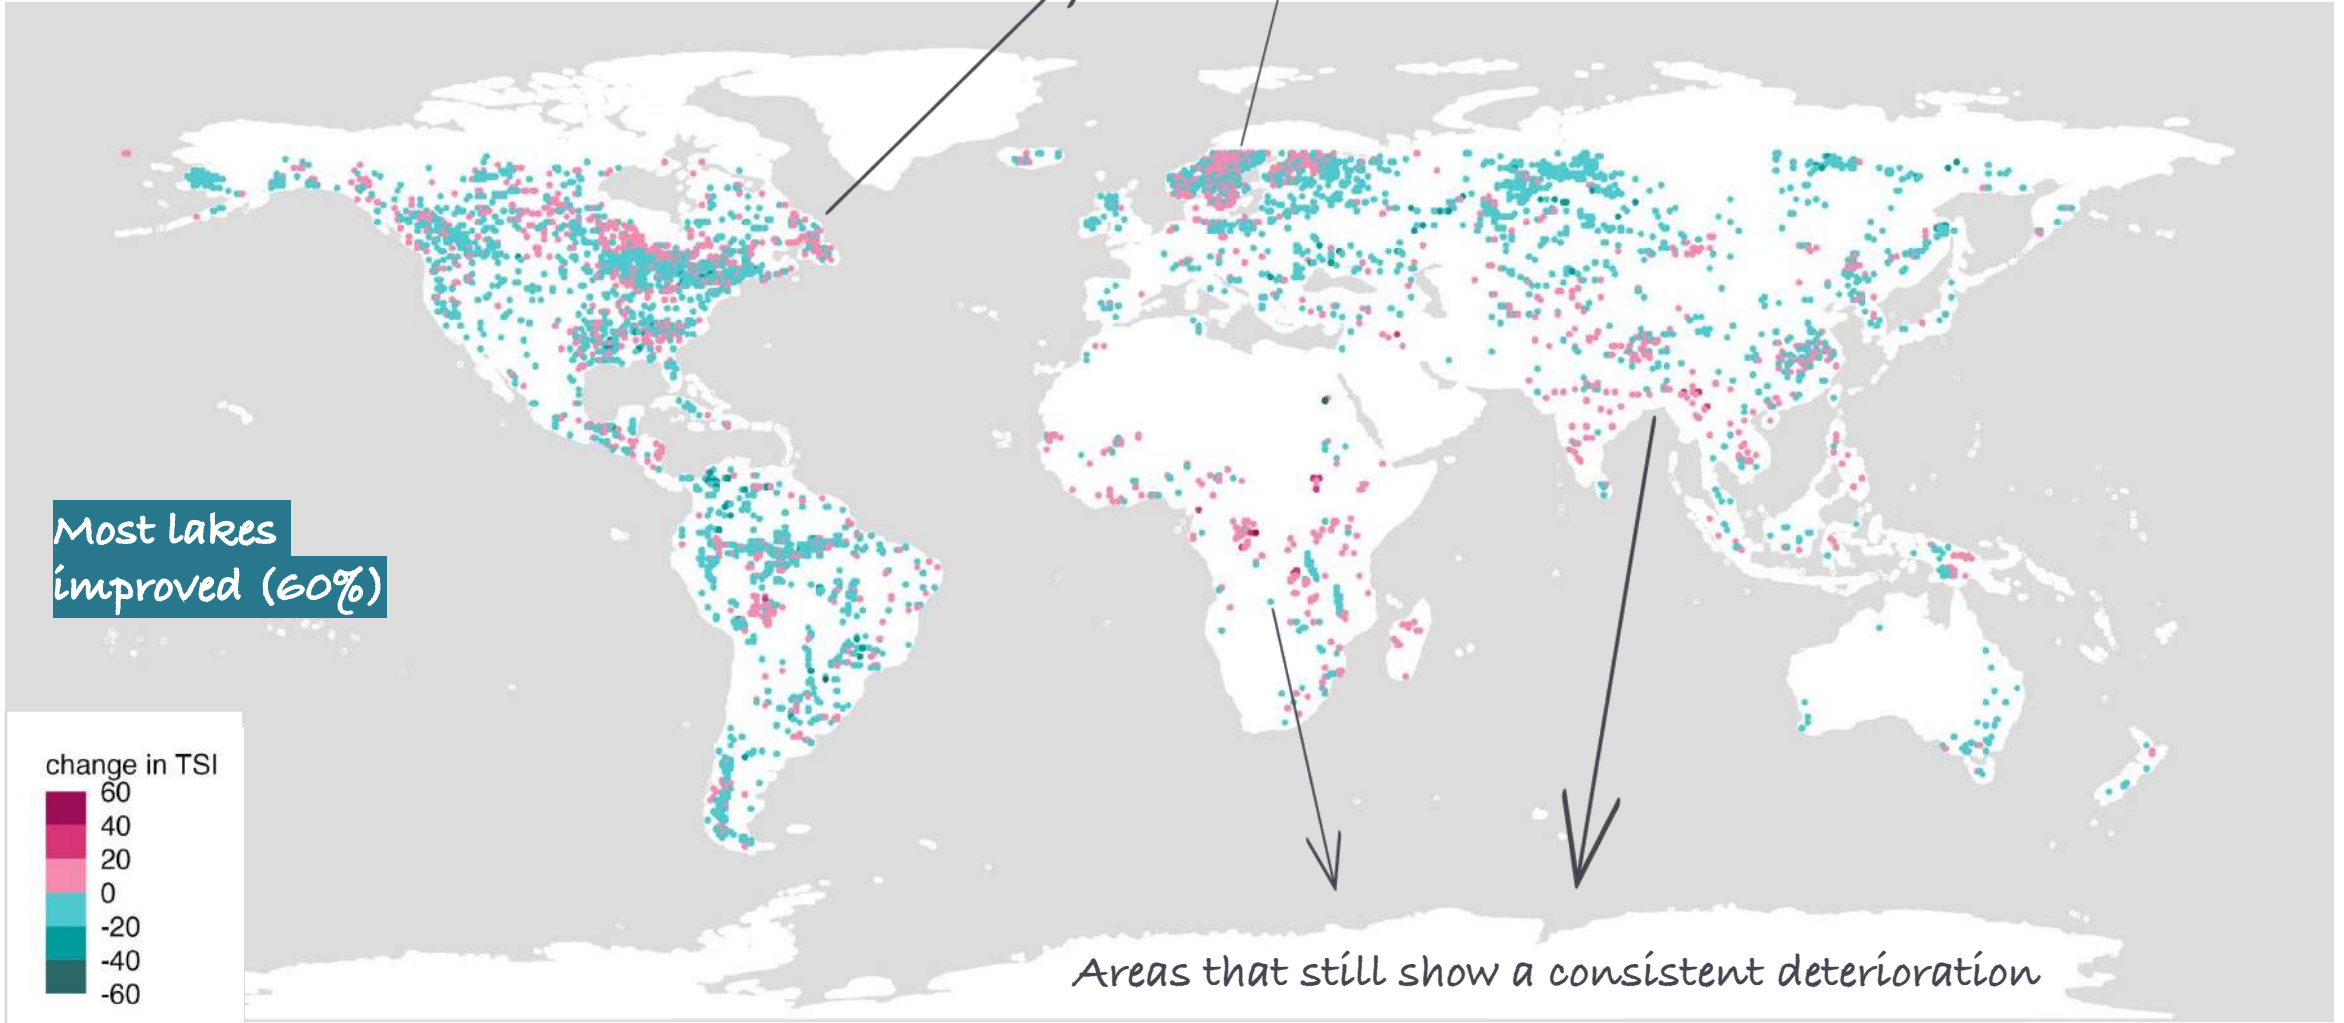 Most lakes
improved (60%)
change in TSI
60
40
20
0
-20
-40
-60
Areas that still show a consistent deterioration